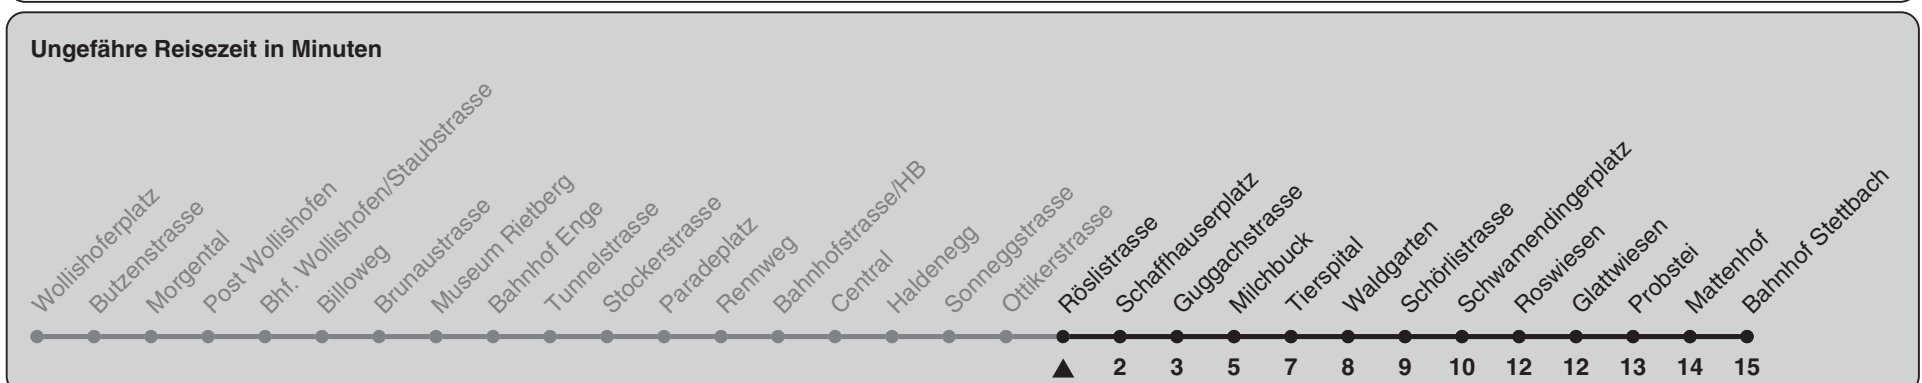 Ungefähre Reisezeit in Minuten
Wollishoferplatz
Butzenstrasse
Morgental
Post Wollishofen
Bhf. Wollishofen/Staubstrasse
Billoweg
Brunaustrasse
Museum Rietberg
Bahnhof Enge
Tunnelstrasse
Stockerstrasse
Paradeplatz
Rennweg
Bahnhofstrasse/HB
Central
Haldenegg
Sonneggstrasse
Ottikerstrasse
Röslistrasse
Schaffhauserplatz
Guggachstrasse
Milchbuck
Tierspital
Waldgarten
Schörlistrasse
Schwamendingerplatz
Roswiesen
Glattwiesen
Probstei
Mattenhof
Bahnhof Stettbach
2 3 5 7 8 9 10 12 12 13 14 15